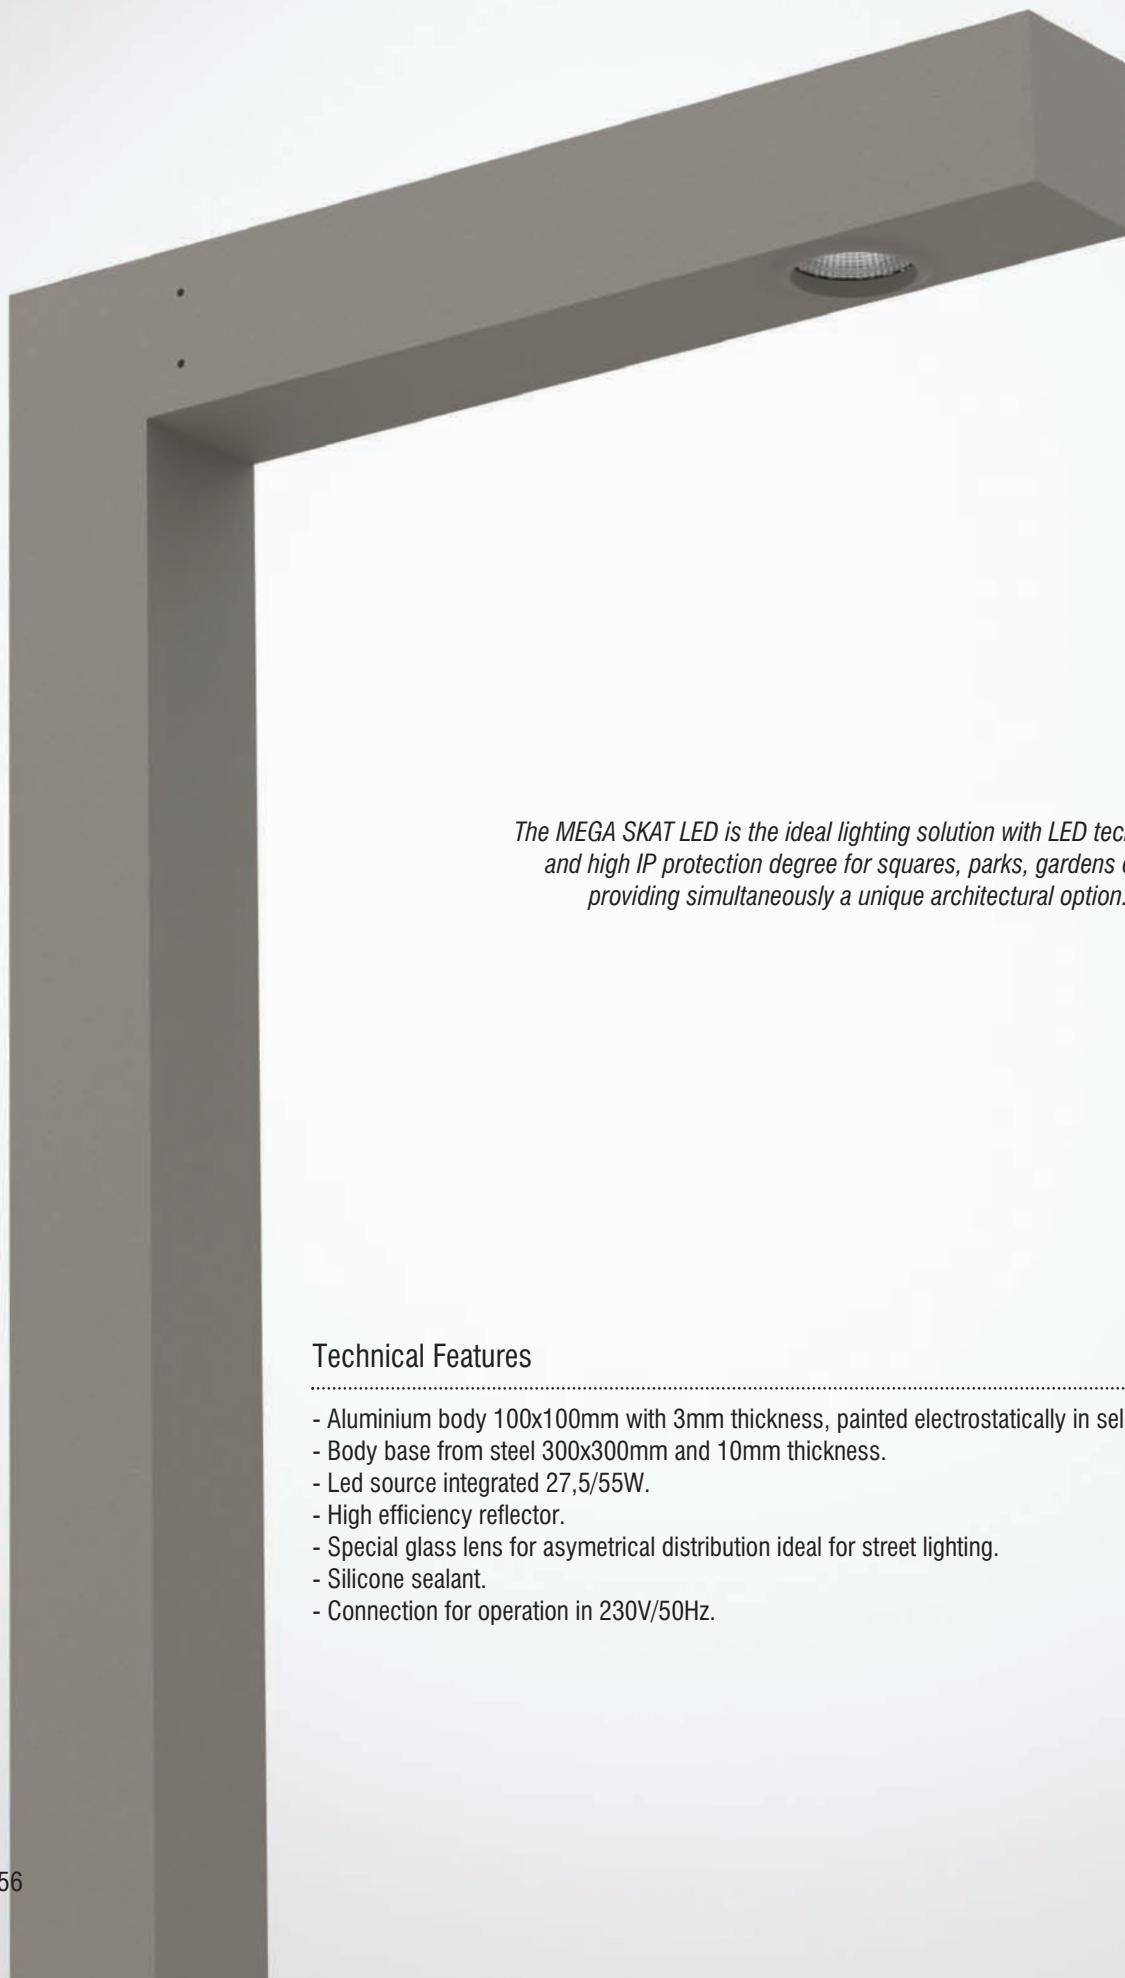 The MEGA SKAT LED is the ideal lighting solution with LED
and high IP protection degree for squares, parks, gardens
providing simultaneously a unique architectural option.
Technical Features
- Aluminium body 100x100mm with 3mm thickness, painted electrostatically in
- Body base from steel 300x300mm and 10mm thickness.
- Led source integrated 27,5/55W.
- High efficiency reflector.
- Special glass lens for asymetrical distribution ideal for street lighting.
- Silicone sealant.
- Connection for operation in 230V/50Hz.
56